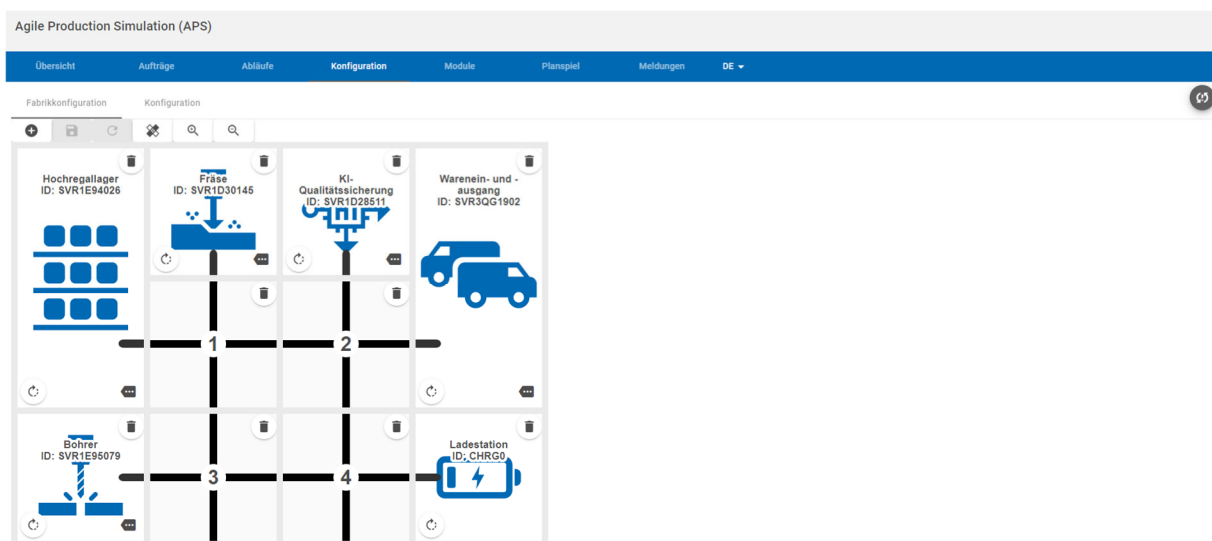 Agile Production Simulation (APS)
Übersicht Aufträge Abläufe Konfiguration Module Planspiel Meldungen DE
Fabrikkonfiguration Konfiguration
Hochregallager
ID: SVR1E94026
Fräse
ID: SVR1D30145
KI-
Qualitätssicherung
ID: SVR1D28511
Warenein- und -
ausgang
ID: SVR3QG1902
1
2
Bohrer
ID: SVR1E95079
3
4
Ladestation
ID: CHRG0